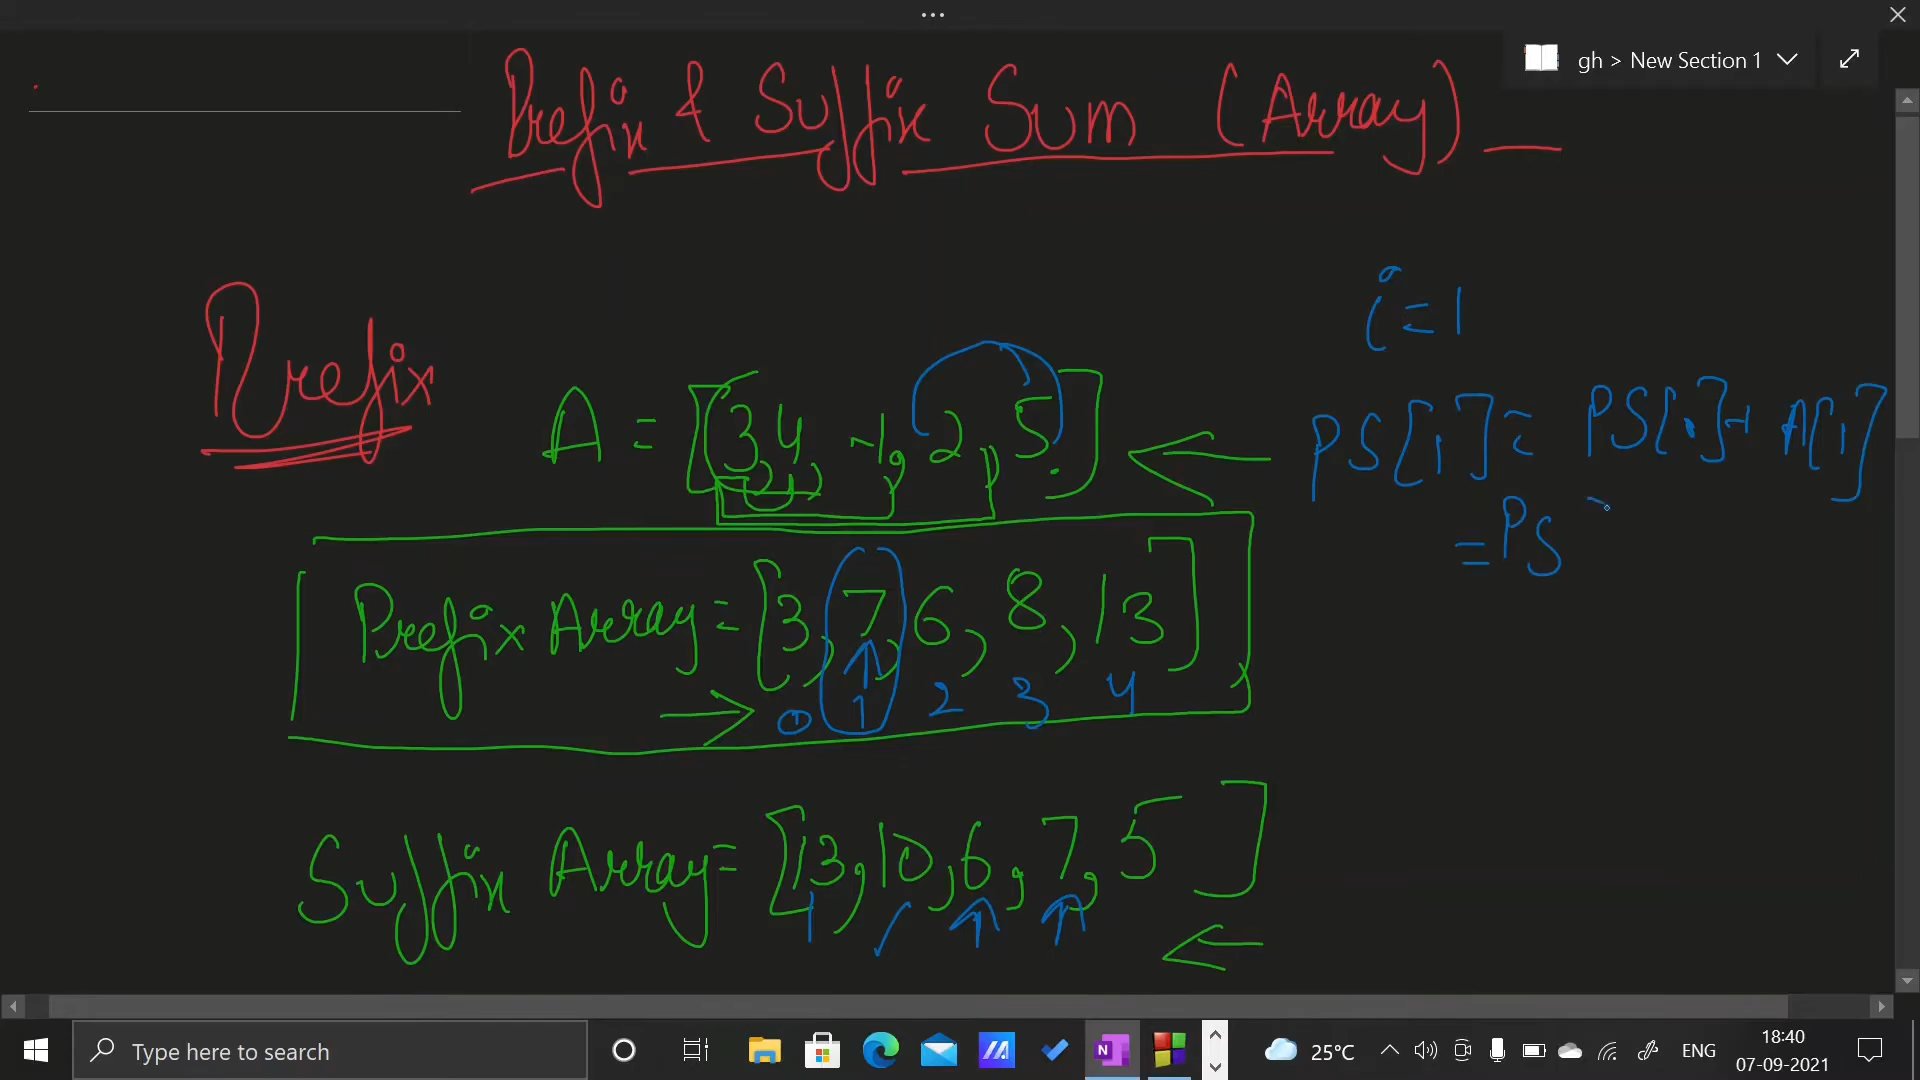 ...
gh > New Section 1
Prefix & Suffix Sum (Array)
Prefix
i = 1
A = [3, 4, -1, 2, 5]
PS[1] = PS[ ] + A[1]
= PS
Prefix Array = [3, 7, 6, 8, 13]
0 1 2 3 4
Suffix Array = [13, 10, 6, 7, 5]
Type here to search
25°C
ENG
18:40
07-09-2021